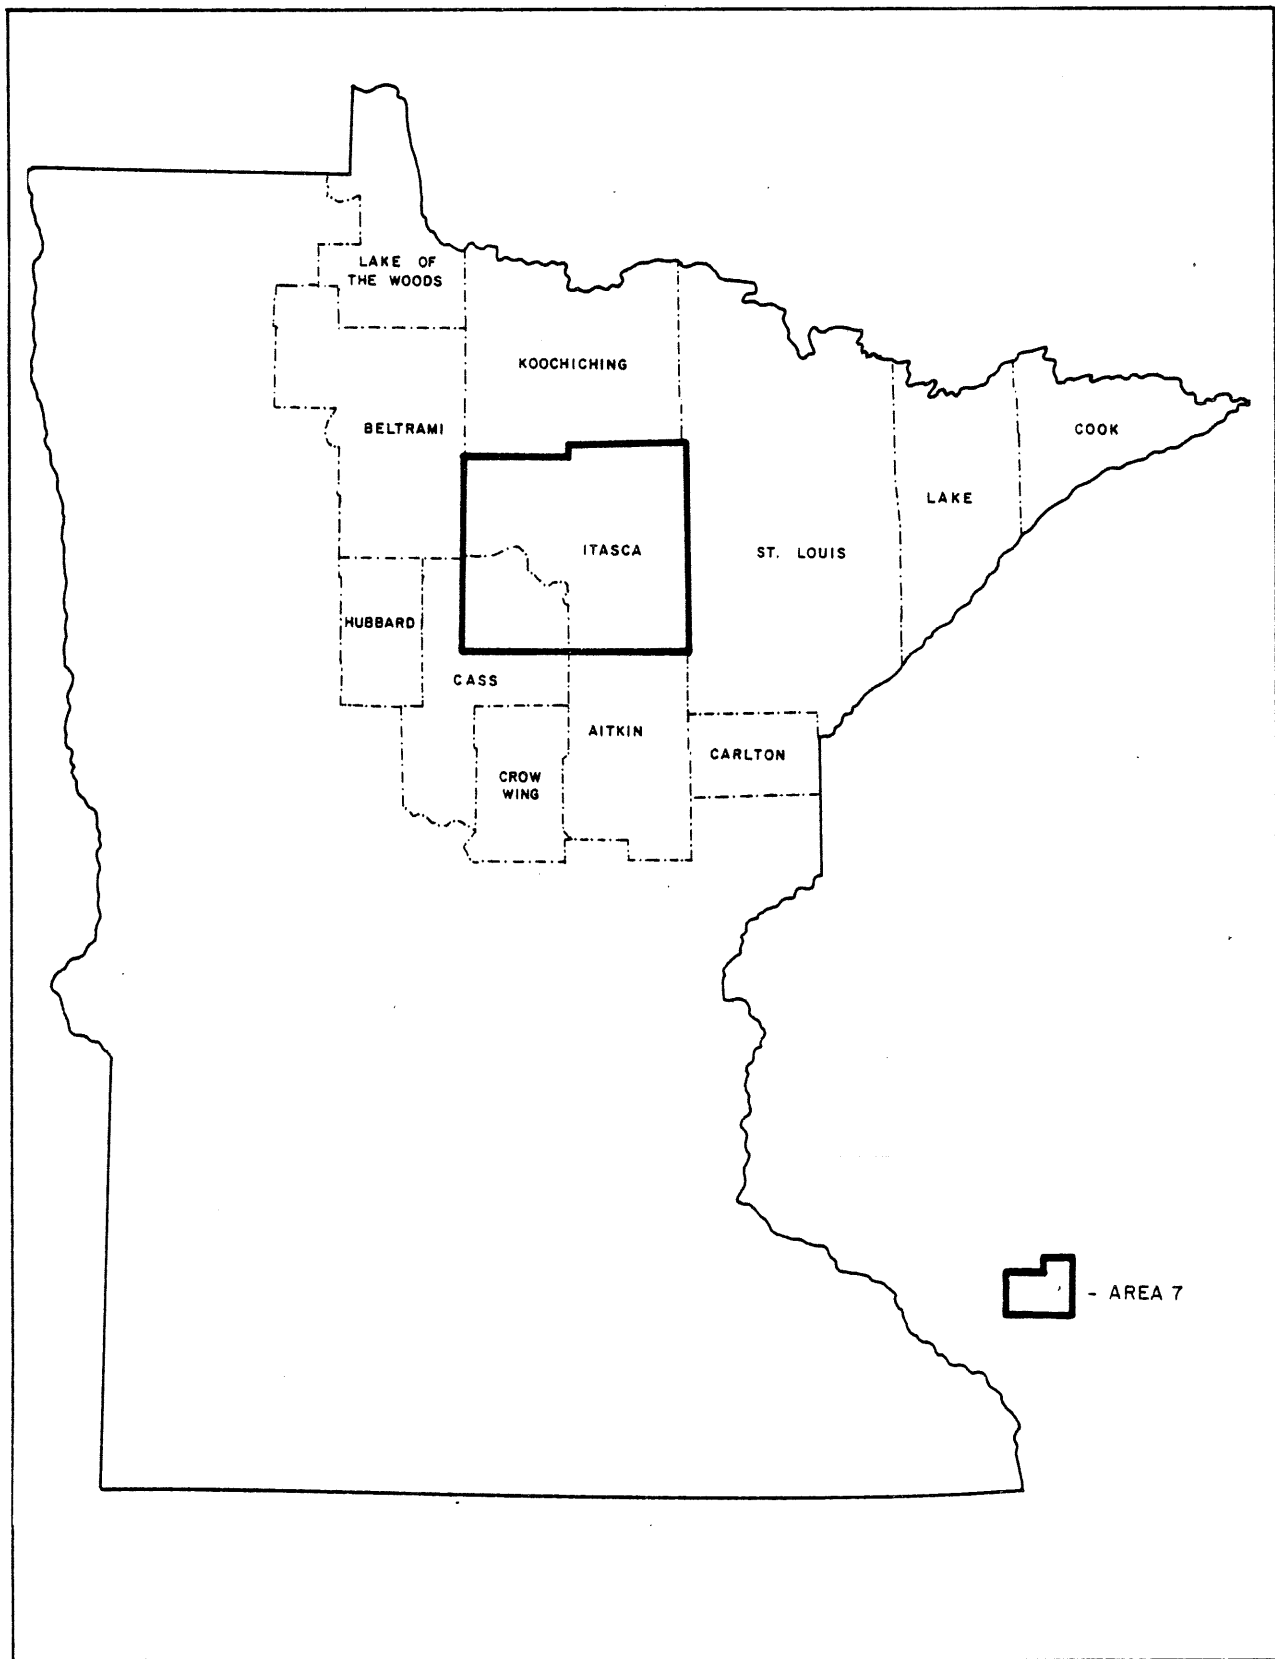 LAKE OF
THE WOODS
KOOCHICHING
BELTRAMI
COOK
LAKE
ITASCA
ST. LOUIS
HUBBARD
CASS
AITKIN
CARLTON
CROW
WING
- AREA 7